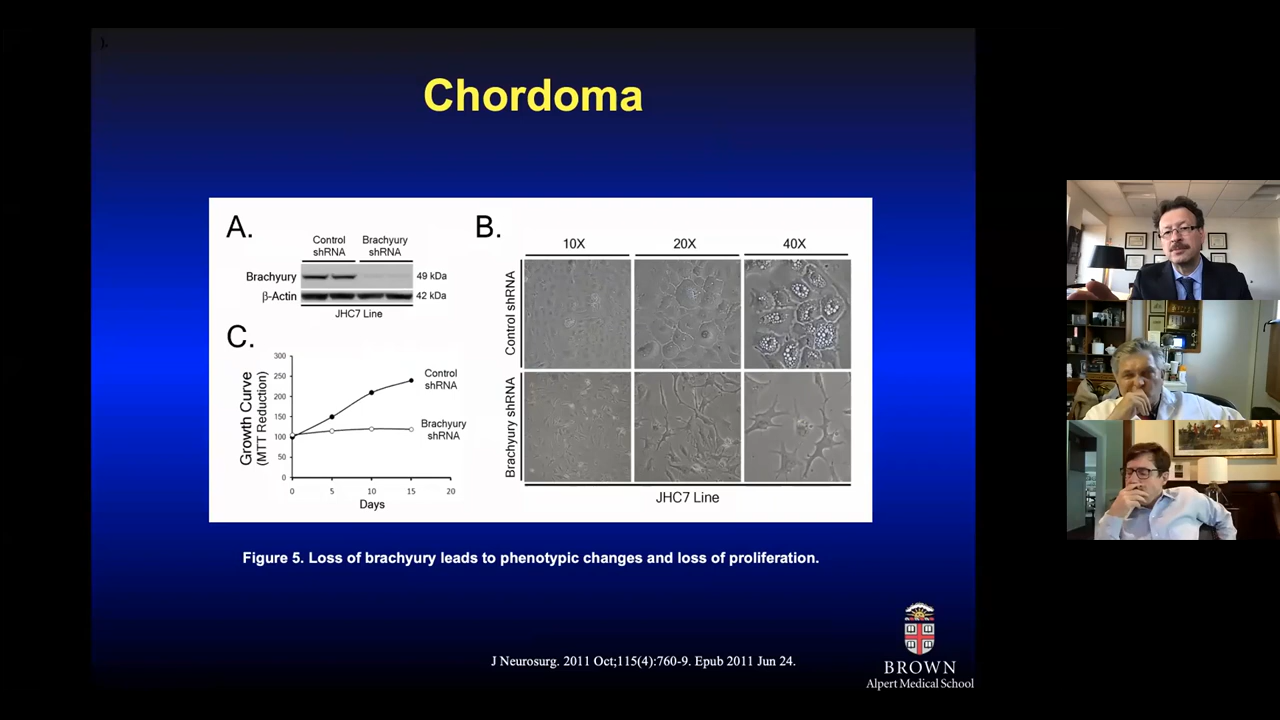 ),
Chordoma
A.
Control
shRNA
Brachyury
shRNA
Brachyury
49 kDa
β-Actin
42 kDa
JHC7 Line
B.
10X
20X
40X
Control shRNA
Brachyury shRNA
JHC7 Line
C.
Growth Curve
(MTT Reduction)
300
250
200
150
100
50
0
0
5
10
15
20
Days
Control
shRNA
Brachyury
shRNA
Figure 5. Loss of brachyury leads to phenotypic changes and loss of proliferation.
J Neurosurg. 2011 Oct;115(4):760-9. Epub 2011 Jun 24.
BROWN
Alpert Medical School